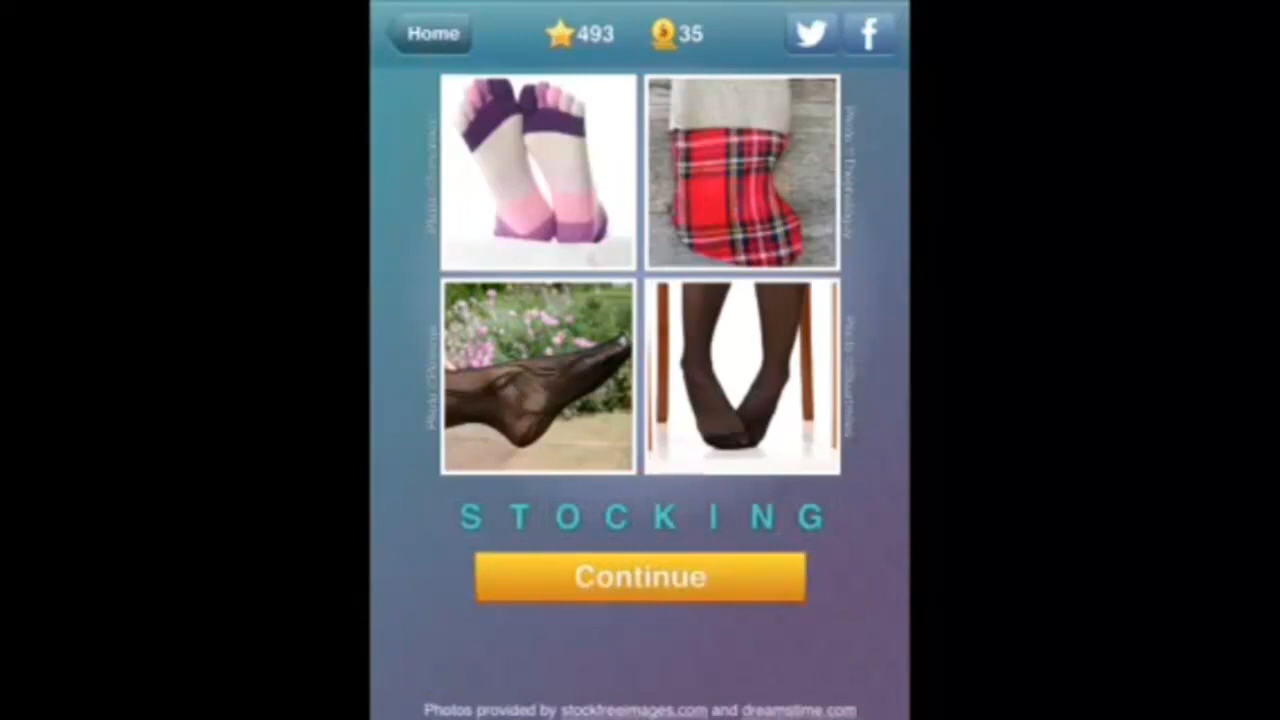 Home
493
35
S T O C K I N G
Continue
Photos provided by stockfreeimages.com and dreamstime.com